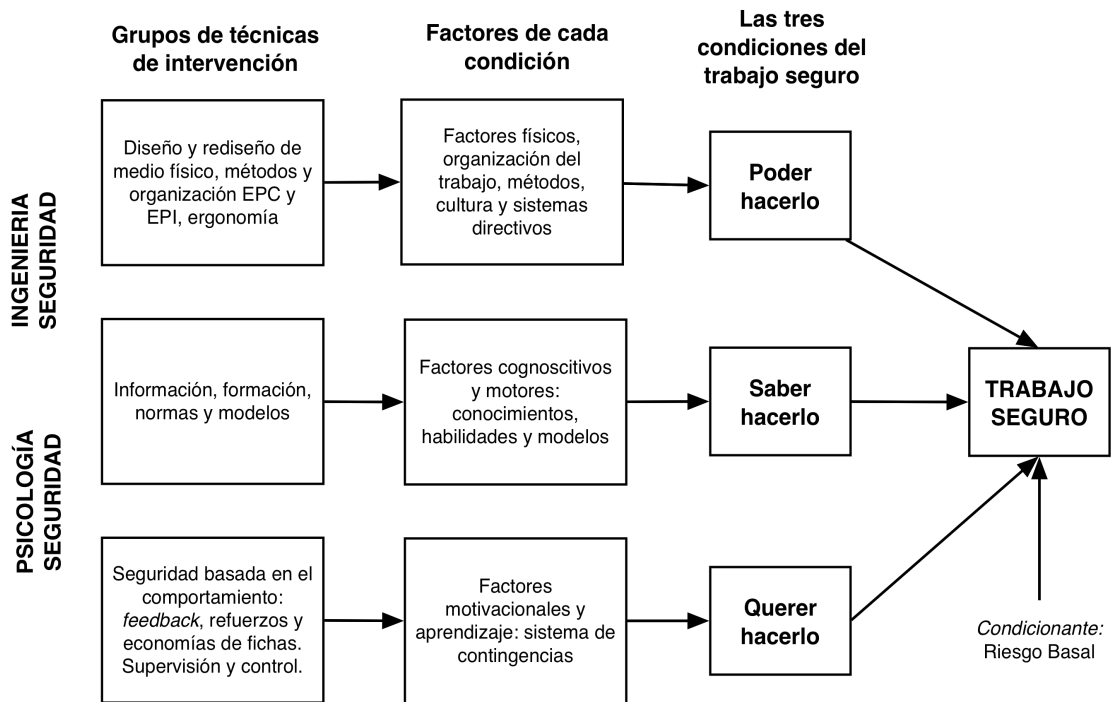 Grupos de técnicas
de intervención
Factores de cada
condición
Las tres
condiciones del
trabajo seguro
INGENIERIA
SEGURIDAD
Diseño y rediseño de
medio físico, métodos y
organización EPC y
EPI, ergonomía
Factores físicos,
organización del
trabajo, métodos,
cultura y sistemas
directivos
Poder
hacerlo
PSICOLOGÍA
SEGURIDAD
Información, formación,
normas y modelos
Factores cognoscitivos
y motores:
conocimientos,
habilidades y modelos
Saber
hacerlo
TRABAJO
SEGURO
Seguridad basada en el
comportamiento:
feedback, refuerzos y
economías de fichas.
Supervisión y control.
Factores
motivacionales y
aprendizaje: sistema de
contingencias
Querer
hacerlo
Condicionante:
Riesgo Basal